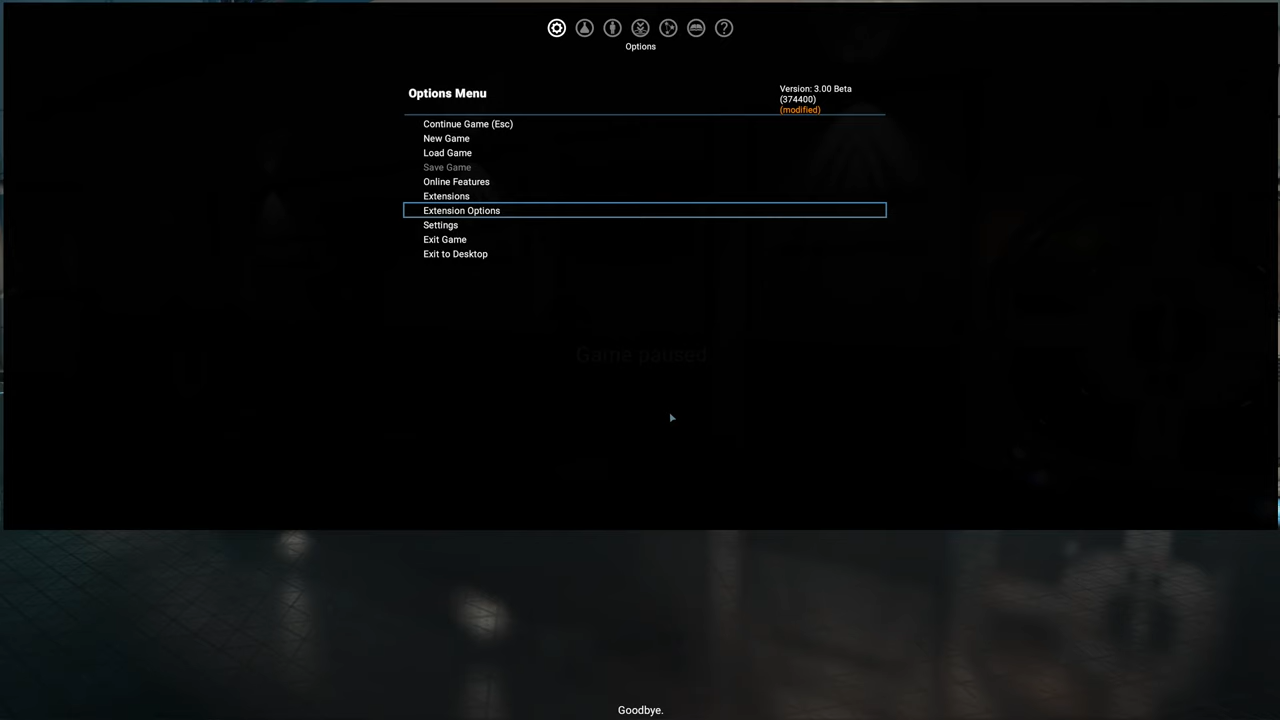 Options
Options Menu
Version: 3.00 Beta
(374400)
(modified)
Continue Game (Esc)
New Game
Load Game
Save Game
Online Features
Extensions
Extension Options
Settings
Exit Game
Exit to Desktop
Game paused
Goodbye.